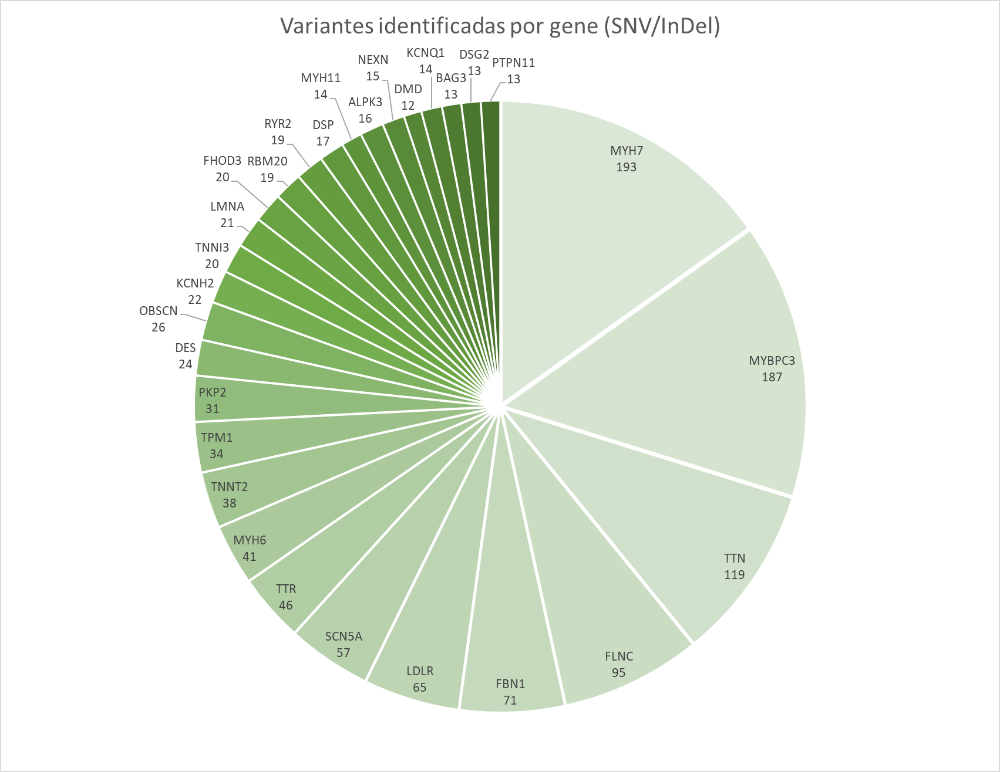 Variantes identificadas por gene (SNV/InDel)
MYH7
193
MYBPC3
187
TTN
119
FLNC
95
FBN1
71
LDLR
65
SCN5A
57
TTR
46
MYH6
41
TNNT2
38
TPM1
34
PKP2
31
DES
24
OBSCN
26
KCNH2
22
TNNI3
20
LMNA
21
FHOD3
20
RBM20
19
RYR2
19
DSP
17
MYH11
14
ALPK3
16
NEXN
15
DMD
12
KCNQ1
14
BAG3
13
DSG2
13
PTPN11
13